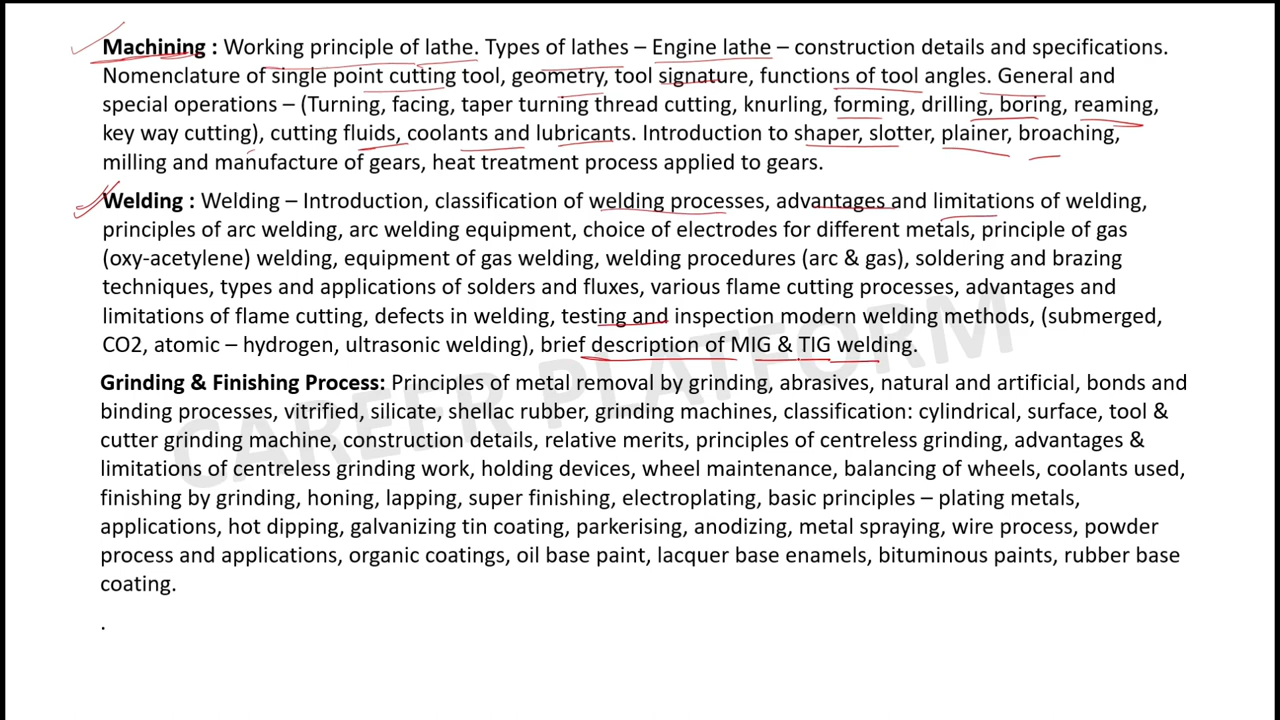 Machining : Working principle of lathe. Types of lathes – Engine lathe – construction details and specifications.
Nomenclature of single point cutting tool, geometry, tool signature, functions of tool angles. General and
special operations – (Turning, facing, taper turning thread cutting, knurling, forming, drilling, boring, reaming,
key way cutting), cutting fluids, coolants and lubricants. Introduction to shaper, slotter, plainer, broaching,
milling and manufacture of gears, heat treatment process applied to gears.
Welding : Welding – Introduction, classification of welding processes, advantages and limitations of welding,
principles of arc welding, arc welding equipment, choice of electrodes for different metals, principle of gas
(oxy-acetylene) welding, equipment of gas welding, welding procedures (arc & gas), soldering and brazing
techniques, types and applications of solders and fluxes, various flame cutting processes, advantages and
limitations of flame cutting, defects in welding, testing and inspection modern welding methods, (submerged,
CO2, atomic – hydrogen, ultrasonic welding), brief description of MIG & TIG welding.
Grinding & Finishing Process: Principles of metal removal by grinding, abrasives, natural and artificial, bonds and
binding processes, vitrified, silicate, shellac rubber, grinding machines, classification: cylindrical, surface, tool &
cutter grinding machine, construction details, relative merits, principles of centreless grinding, advantages &
limitations of centreless grinding work, holding devices, wheel maintenance, balancing of wheels, coolants used,
finishing by grinding, honing, lapping, super finishing, electroplating, basic principles – plating metals,
applications, hot dipping, galvanizing tin coating, parkerising, anodizing, metal spraying, wire process, powder
process and applications, organic coatings, oil base paint, lacquer base enamels, bituminous paints, rubber base
coating.
.
CAREER PLATFORM